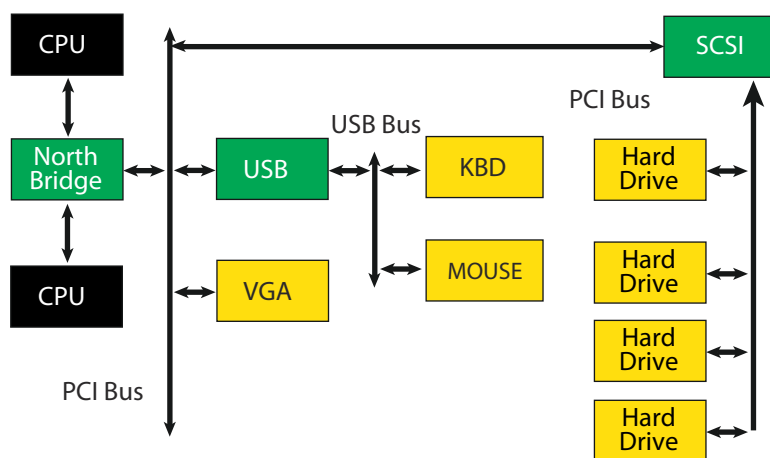 CPU
SCSI
PCI Bus
USB Bus
North
Bridge
USB
KBD
Hard
Drive
CPU
VGA
MOUSE
Hard
Drive
Hard
Drive
PCI Bus
Hard
Drive